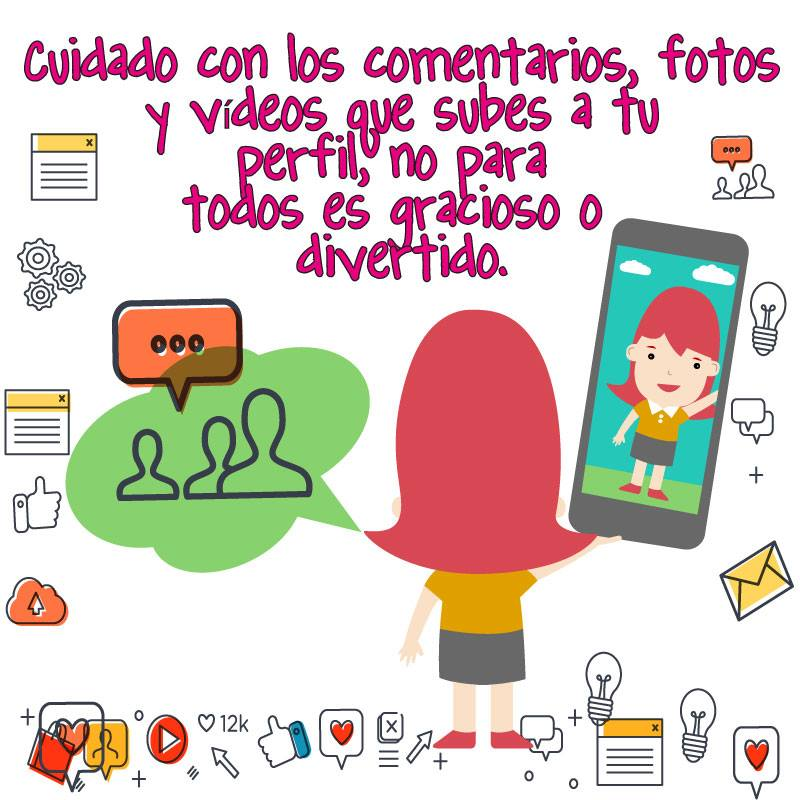 Cuidado con los comentarios, fotos
y vídeos que subes a tu
perfil, no para
todos es gracioso o
divertido.
12k